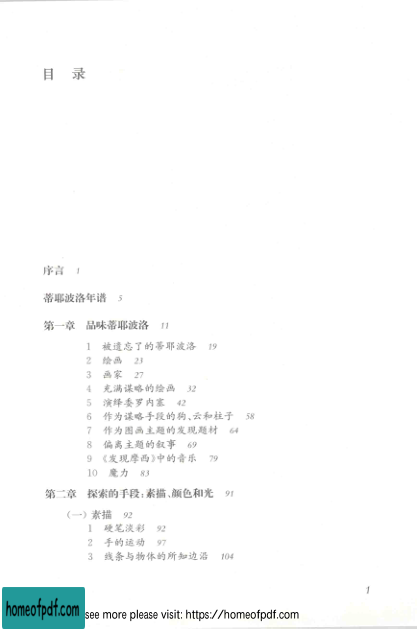 目 录
序言 1
蒂耶波洛年谱 5
第一章 品味蒂耶波洛 11
1 被遗忘了的蒂耶波洛 19
2 绘画 23
3 画家 27
4 充满谋略的绘画 32
5 演绎委罗内塞 42
6 作为谋略手段的狗、云和柱子 58
7 作为图画主题的发现题材 64
8 偏离主题的叙事 69
9 《发现摩西》中的音乐 79
10 魔力 83
第二章 探索的手段：素描、颜色和光 91
（一）素描 92
1 硬笔淡彩 92
2 手的运动 97
3 线条与物体的所知边沿 104
1
homeofpdf.com
see more please visit: https://homeofpdf.com